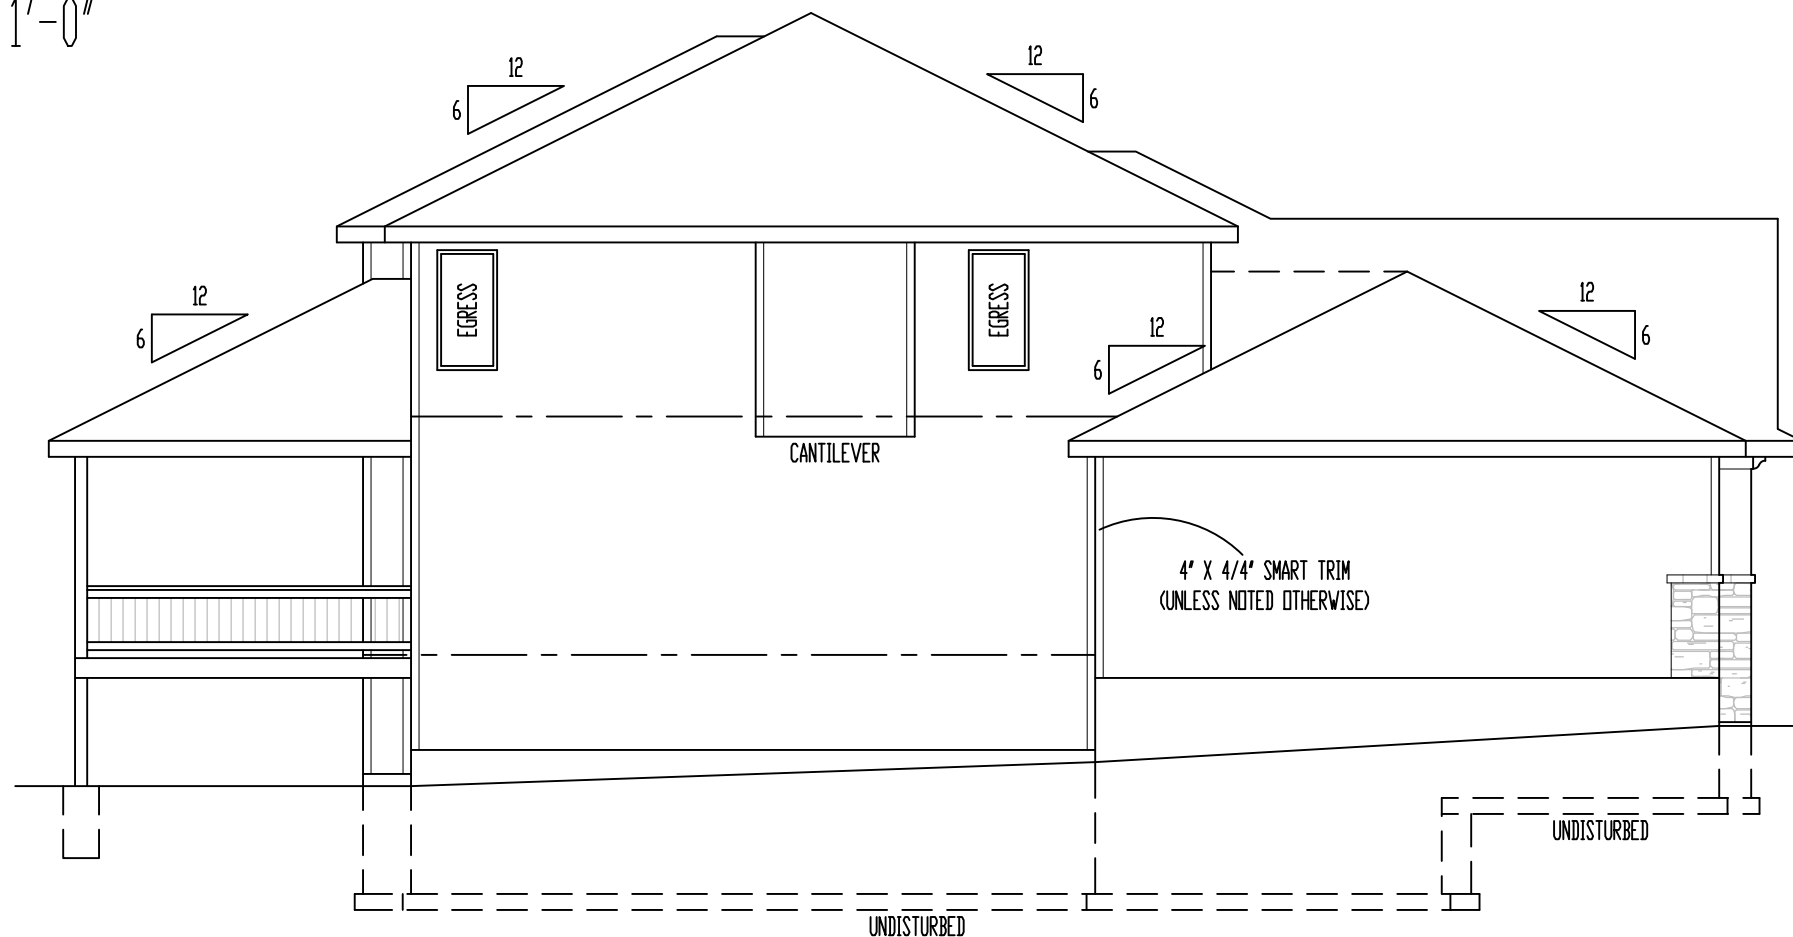 1'-0"
12
12
6
6
EGRESS
EGRESS
12
12
12
6
6
6
CANTILEVER
4" X 4/4" SMART TRIM
(UNLESS NOTED OTHERWISE)
UNDISTURBED
UNDISTURBED